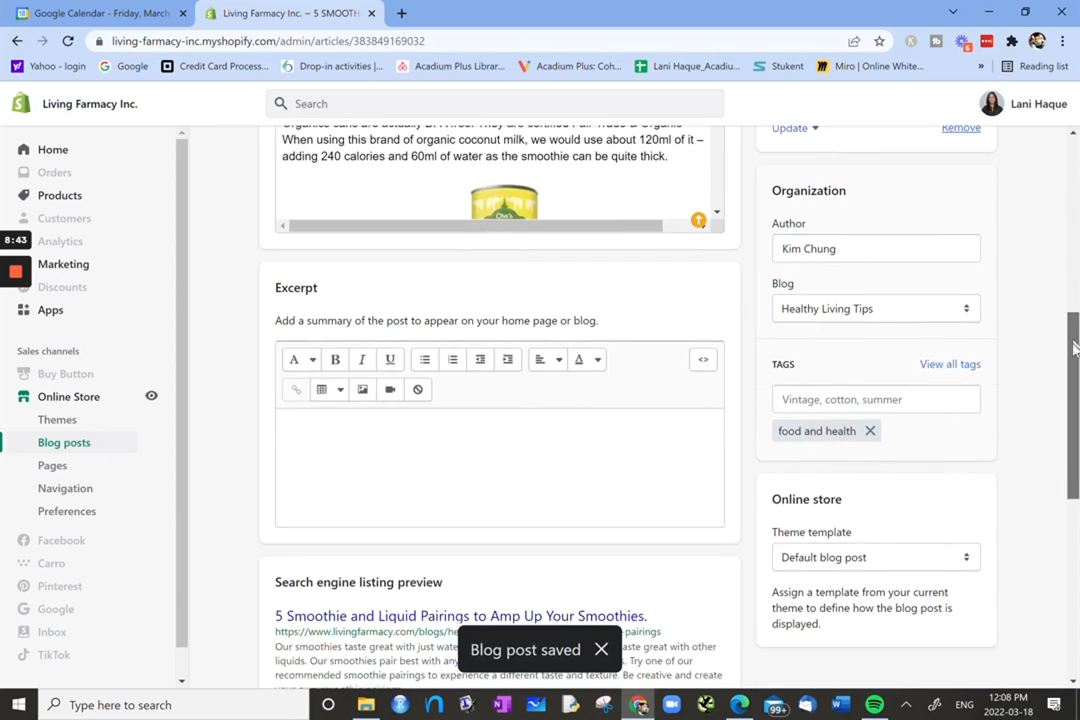 Google Calendar - Friday, March
Living Farmacy Inc. ~ 5 SMOOTH
living-farmacy-inc.myshopify.com/admin/articles/383849169032
Yahoo - login
Google
Credit Card Process...
Drop-in activities |...
Acadium Plus Librar...
Acadium Plus: Coh...
Lani Haque_Acadiu...
Stukent
Miro | Online White...
»
Reading list
Living Farmacy Inc.
Search
Lani Haque
Home
Orders
Products
Customers
8:43
Analytics
Marketing
Discounts
Apps
Sales channels
Buy Button
Online Store
Themes
Blog posts
Pages
Navigation
Preferences
Facebook
Carro
Pinterest
Google
Inbox
TikTok
When using this brand of organic coconut milk, we would use about 120ml of it –
adding 240 calories and 60ml of water as the smoothie can be quite thick.
Excerpt
Add a summary of the post to appear on your home page or blog.
A B I U A <>
Search engine listing preview
5 Smoothie and Liquid Pairings to Amp Up Your Smoothies.
https://www.livingfarmacy.com/blogs/he -pairings
Our smoothies taste great with just wate taste great with other
liquids. Our smoothies pair best with any Try one of our
recommended smoothie pairings to experience a different taste and texture. Be creative and create
Blog post saved
Update
Remove
Organization
Author
Kim Chung
Blog
Healthy Living Tips
TAGS
View all tags
Vintage, cotton, summer
food and health
Online store
Theme template
Default blog post
Assign a template from your current
theme to define how the blog post is
displayed.
Type here to search
99+
ENG
12:08 PM
2022-03-18